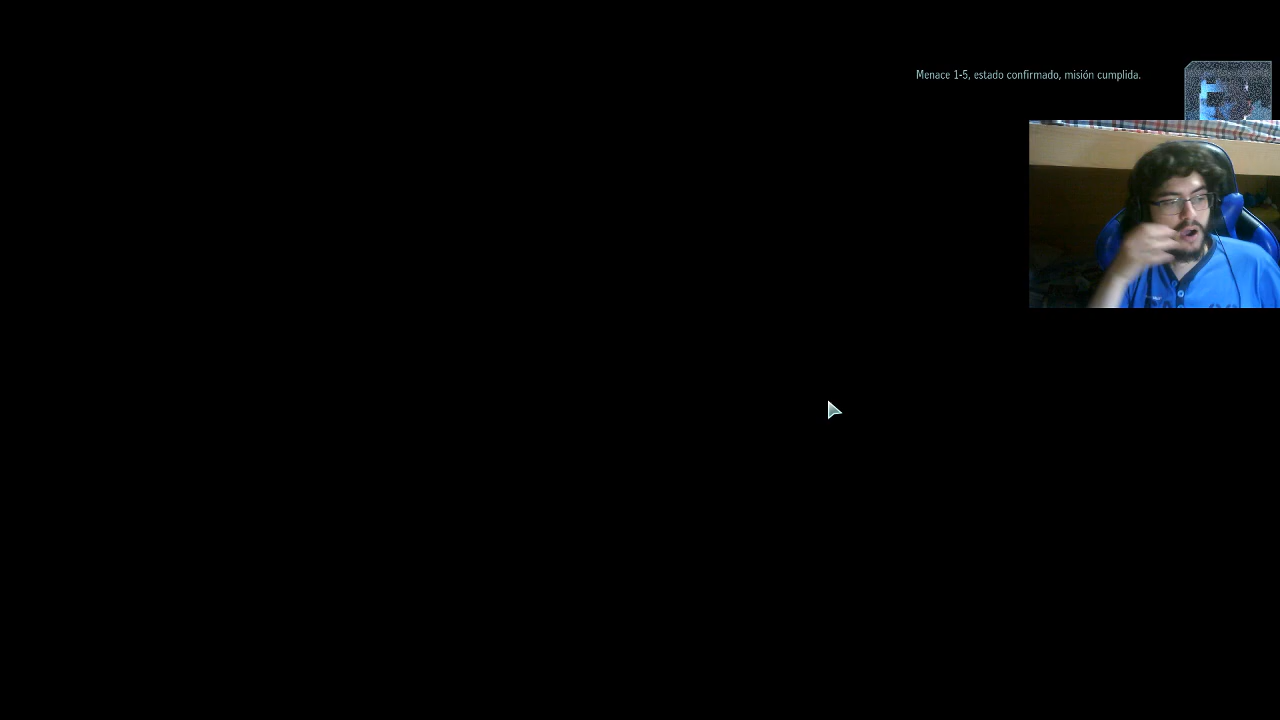 Menace 1-5, estado confirmado, misión cumplida.